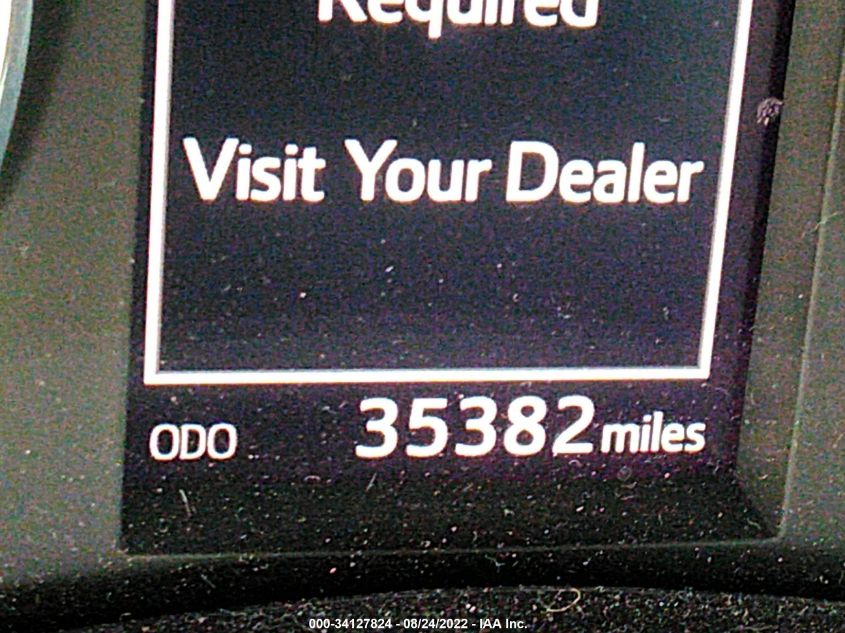 Required
Visit Your Dealer
ODO 35382 miles
000-34127824 - 08/24/2022 - IAA Inc.